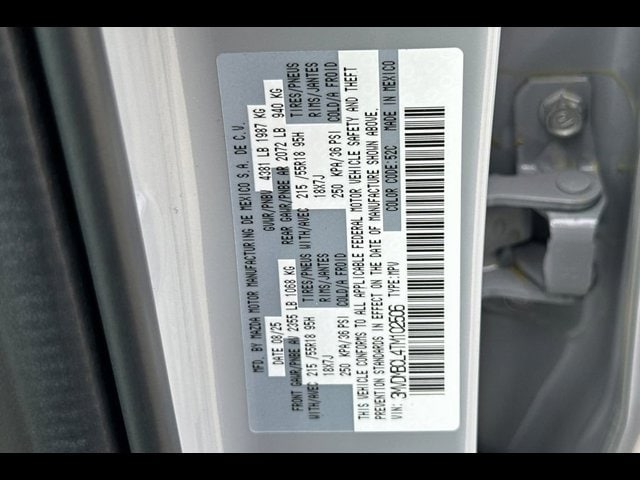 MFD. BY MAZDA MOTOR MANUFACTURING DE MEXICO S.A. DE C.V.
DATE 08/25 GVWR/PNBV 4381 LB 1987 KG
FRONT GAWR/PNBE AV 2355 LB 1068 KG REAR GAWR/PNBE AR 2072 LB 940 KG
WITH/AVEC 215 /55R18 95H TIRES/PNEUS WITH/AVEC 215 /55R18 95H TIRES/PNEUS
18X7J RIMS/JANTES 18X7J RIMS/JANTES
250 KPA/36 PSI COLD/A FROID 250 KPA/36 PSI COLD/A FROID
THIS VEHICLE CONFORMS TO ALL APPLICABLE FEDERAL MOTOR VEHICLE SAFETY AND THEFT
PREVENTION STANDARDS IN EFFECT ON THE DATE OF MANUFACTURE SHOWN ABOVE.
VIN: 3MVDMBCL4TM102606 TYPE:MPV COLOR CODE:52C MADE IN MEXICO